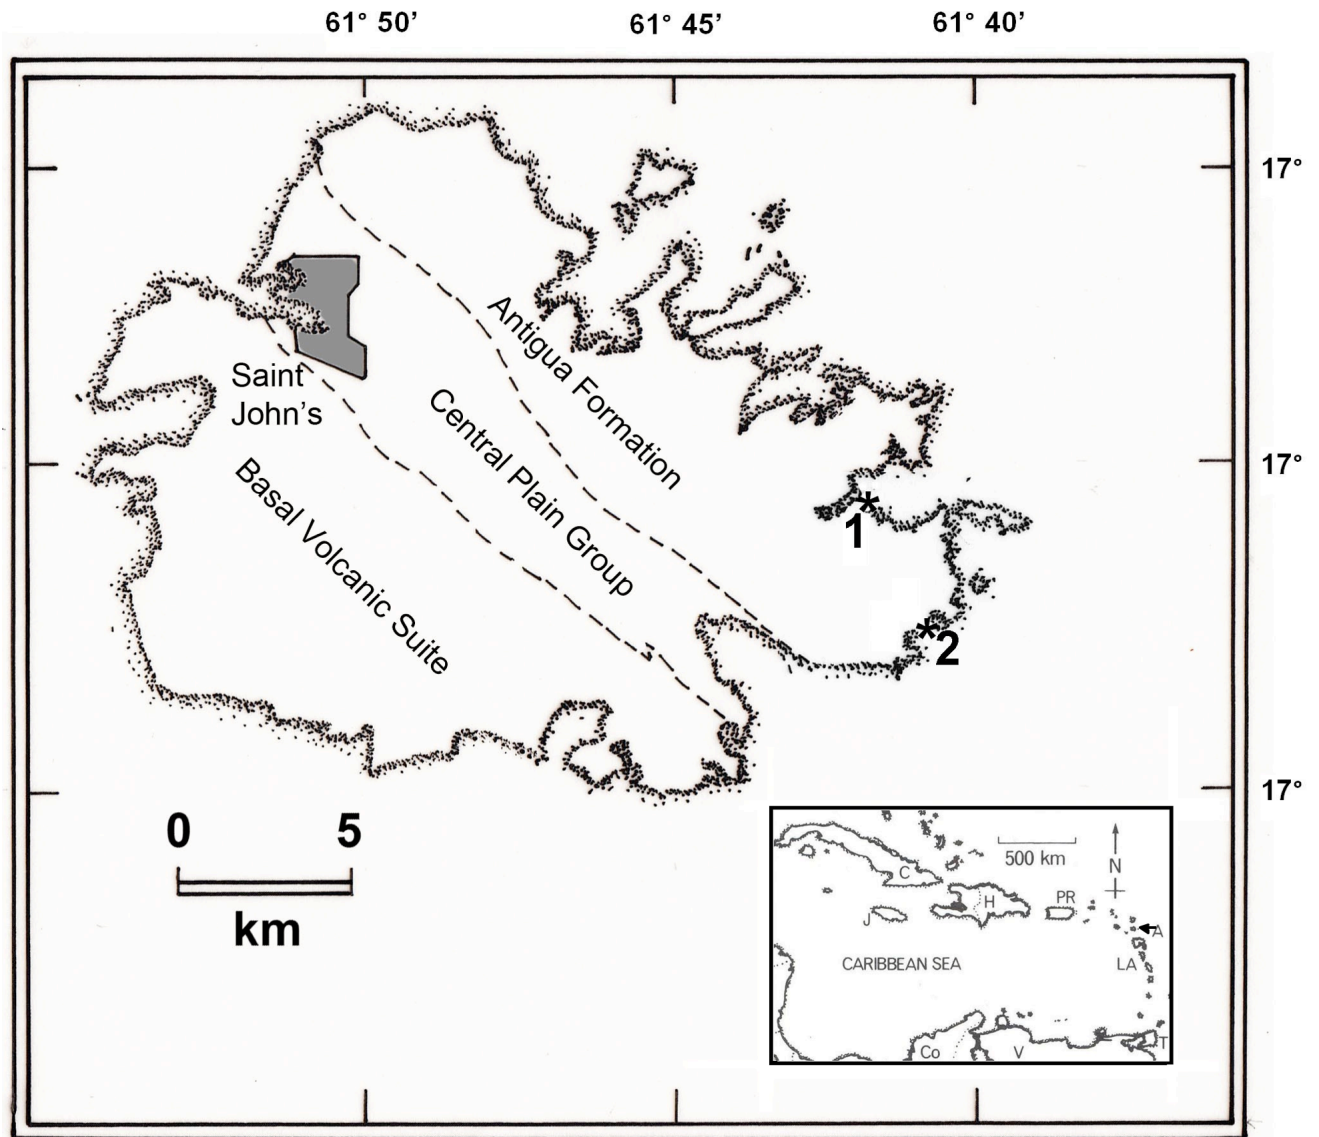 61° 50’
61° 45’
61° 40’
17°
Antigua Formation
Saint
John’s
Central Plain Group
Basal Volcanic Suite
17°
1
2
17°
0 5
km
500 km
N
C
H
PR
J
A
CARIBBEAN SEA
LA
Co
V
T